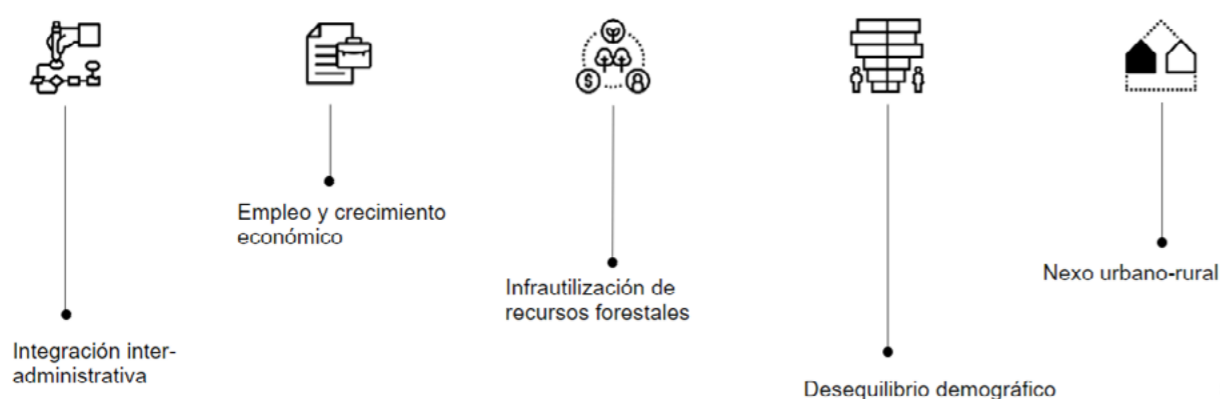 Integración inter-
administrativa
Empleo y crecimiento
económico
Infrautilización de
recursos forestales
Desequilibrio demográfico
Nexo urbano-rural